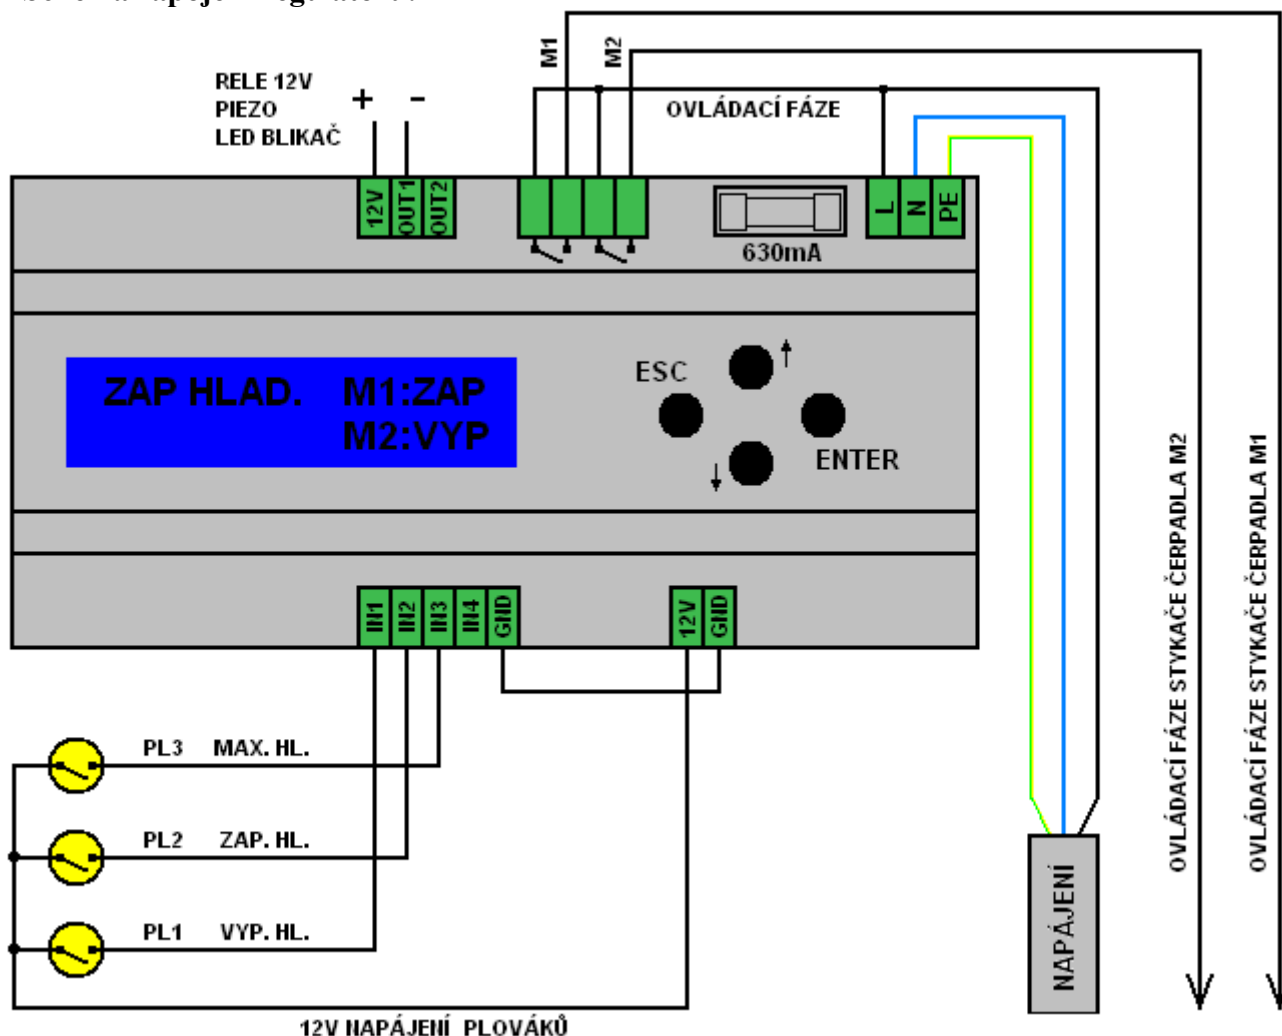 M1
M2
RELE 12V
PIEZO
LED BLIKAČ
+ -
OVLÁDACÍ FÁZE
12V
OUT1
OUT2
L
N
PE
630mA
ZAP HLAD. M1:ZAP
M2:VYP
ESC
ENTER
IN1
IN2
IN3
IN4
GND
12V
GND
PL3 MAX. HL.
PL2 ZAP. HL.
PL1 VYP. HL.
12V NAPÁJENÍ PLOVÁKŮ
NAPÁJENÍ
OVLÁDACÍ FÁZE STYKAČE ČERPADLA M2
OVLÁDACÍ FÁZE STYKAČE ČERPADLA M1